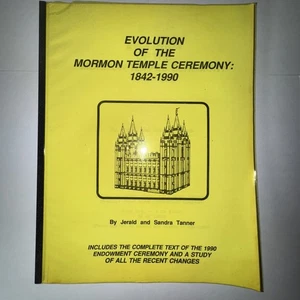 EVOLUTION
OF THE
MORMON TEMPLE CEREMONY:
1842-1990
By Jerald and Sandra Tanner
INCLUDES THE COMPLETE TEXT OF THE 1990
ENDOWMENT CEREMONY AND A STUDY
OF ALL THE RECENT CHANGES